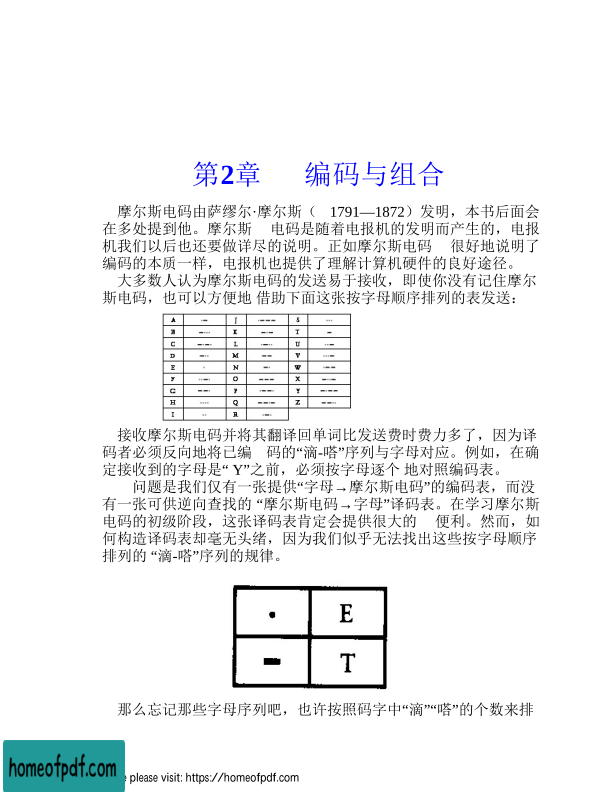 第2章 编码与组合
摩尔斯电码由萨缪尔·摩尔斯（ 1791—1872）发明，本书后面会
在多处提到他。摩尔斯 电码是随着电报机的发明而产生的，电报
机我们以后也还要做详尽的说明。正如摩尔斯电码 很好地说明了
编码的本质一样，电报机也提供了理解计算机硬件的良好途径。
大多数人认为摩尔斯电码的发送易于接收，即使你没有记住摩尔
斯电码，也可以方便地 借助下面这张按字母顺序排列的表发送：
A J S
B K T
C L U
D M V
E N W
F O X
G P Y
H Q Z
I R
接收摩尔斯电码并将其翻译回单词比发送费时费力多了，因为译
码者必须反向地将已编 码的“滴-嗒”序列与字母对应。例如，在确
定接收到的字母是“ Y”之前，必须按字母逐个 地对照编码表。
问题是我们仅有一张提供“字母→摩尔斯电码”的编码表，而没
有一张可供逆向查找的 “摩尔斯电码→字母”译码表。在学习摩尔斯
电码的初级阶段，这张译码表肯定会提供很大的 便利。然而，如
何构造译码表却毫无头绪，因为我们似乎无法找出这些按字母顺序
排列的 “滴-嗒”序列的规律。
· E
— T
那么忘记那些字母序列吧，也许按照码字中“滴”“嗒”的个数来排
homeofpdf.com
e please visit: https://homeofpdf.com